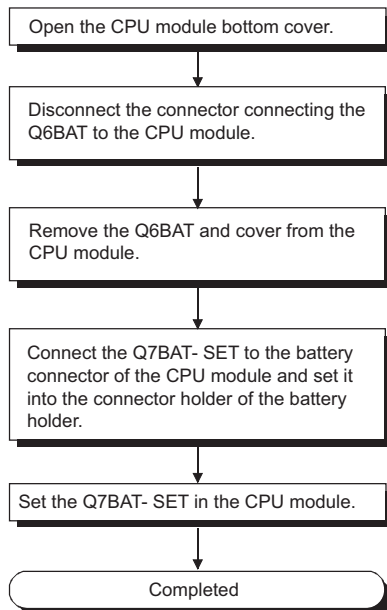 Open the CPU module bottom cover.
Disconnect the connector connecting the
Q6BAT to the CPU module.
Remove the Q6BAT and cover from the
CPU module.
Connect the Q7BAT- SET to the battery
connector of the CPU module and set it
into the connector holder of the battery
holder.
Set the Q7BAT- SET in the CPU module.
Completed